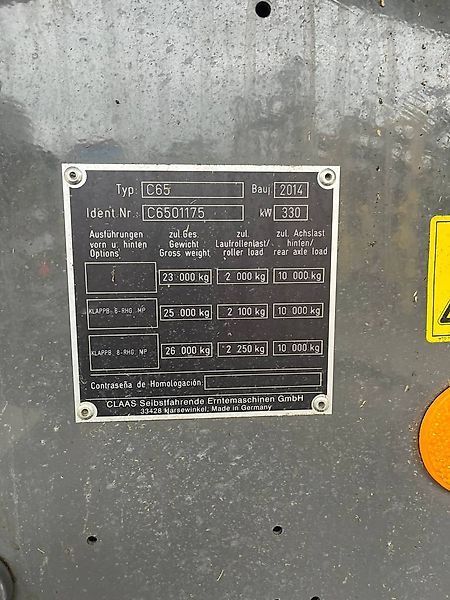 Typ: C65 Bauj. 2014
Ident.Nr.: C6501175 kW 330
Ausführungen zul.Ges. zul. zul. Achslast
vorn u. hinten Gewicht Laufrollenlast/ hinten/
Options Gross weight roller load rear axle load
23 000 kg 2 000 kg 10 000 kg
KLAPPB. 8-RHG. MP 25 000 kg 2 100 kg 10 000 kg
KLAPPB. 8-RHG. MP 26 000 kg 2 250 kg 10 000 kg
Contraseña de Homologación:
CLAAS Selbstfahrende Erntemaschinen GmbH
33428 Harsewinkel, Made in Germany